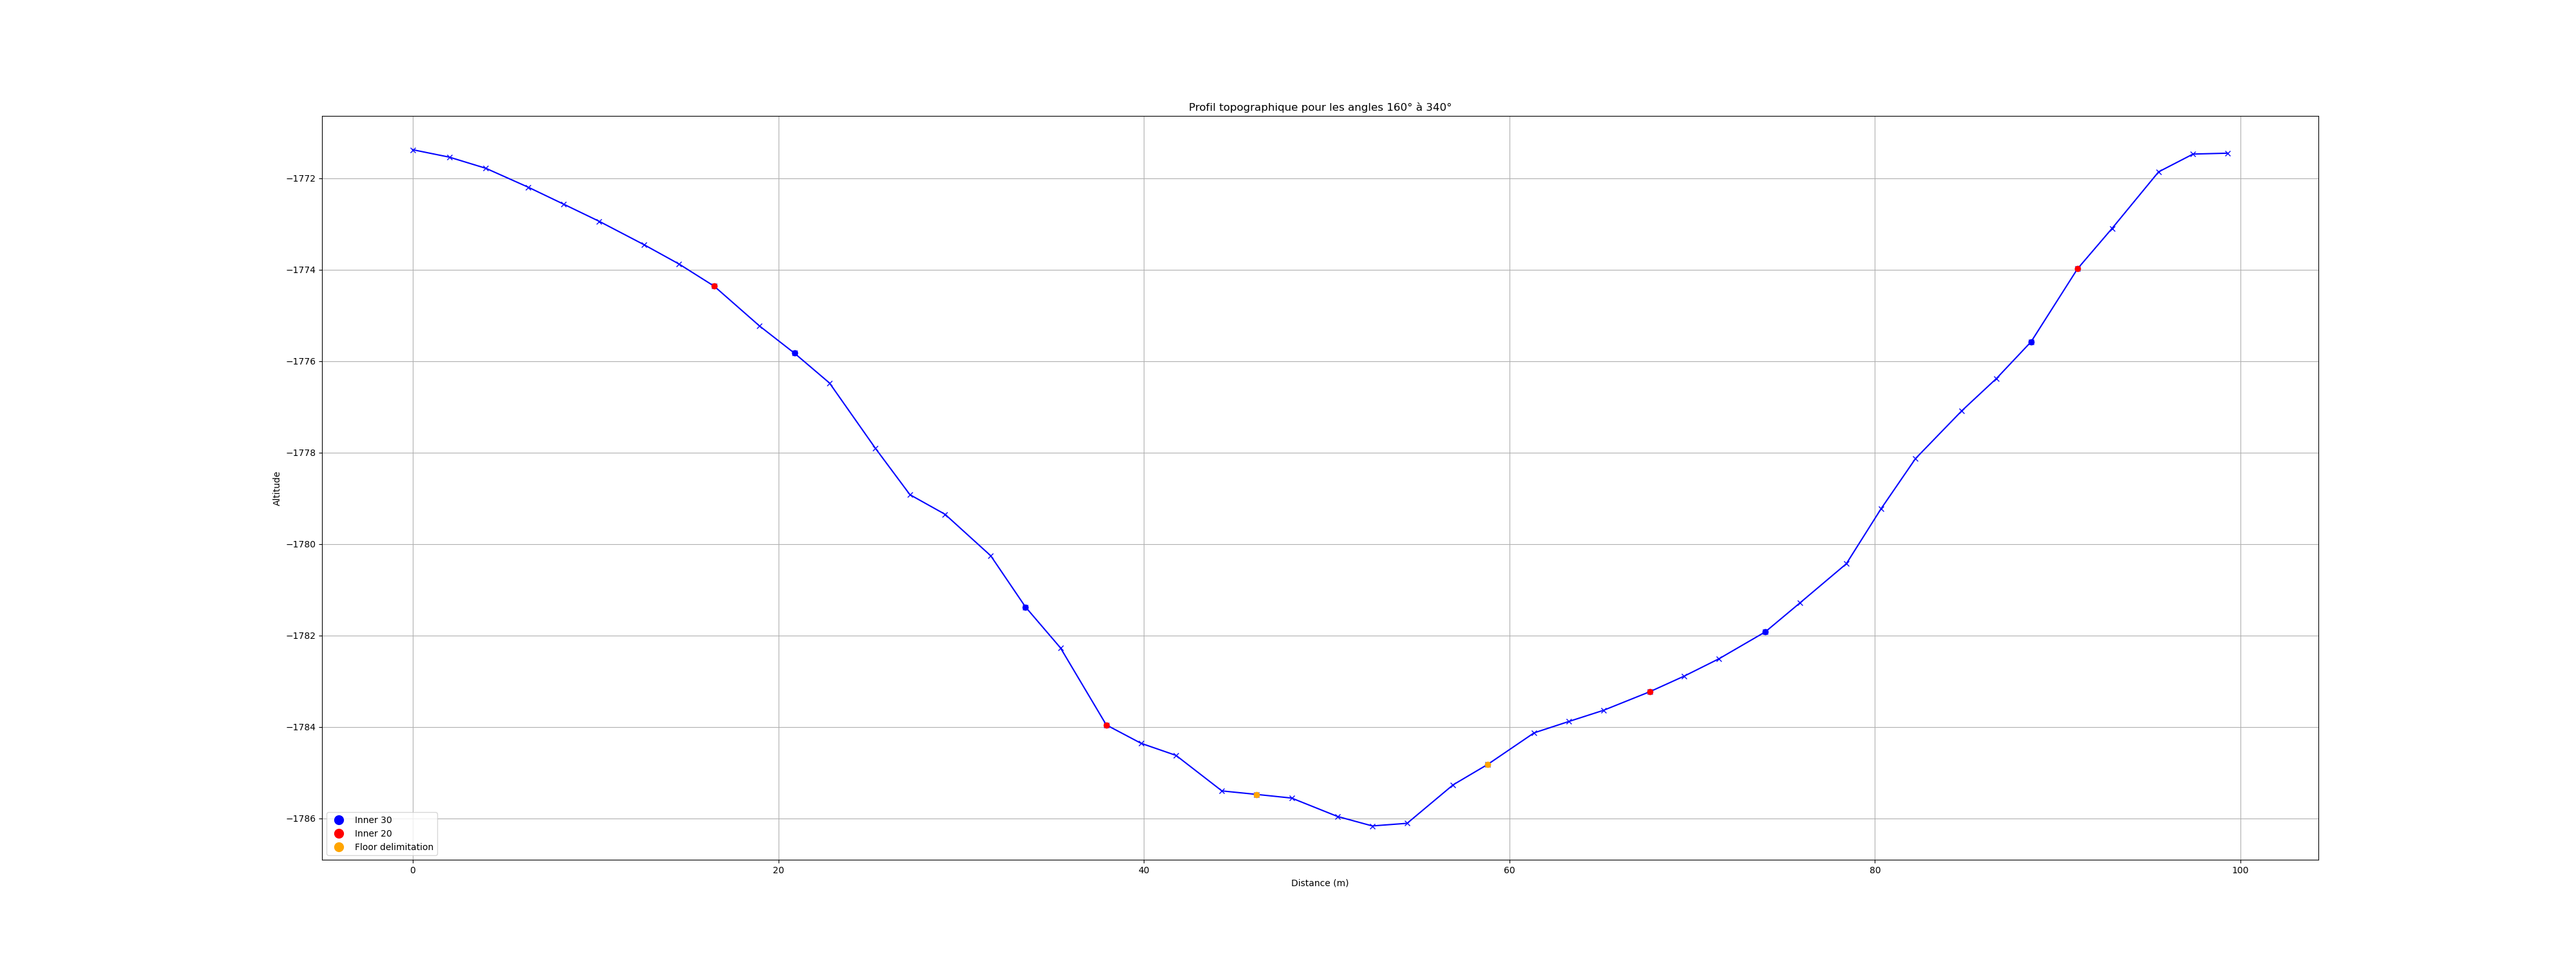 Profil topographique pour les angles 160° à 340°
−1772
−1774
−1776
−1778
−1780
−1782
−1784
−1786
Altitude
Inner 30
Inner 20
Floor delimitation
0 20 40 60 80 100
Distance (m)